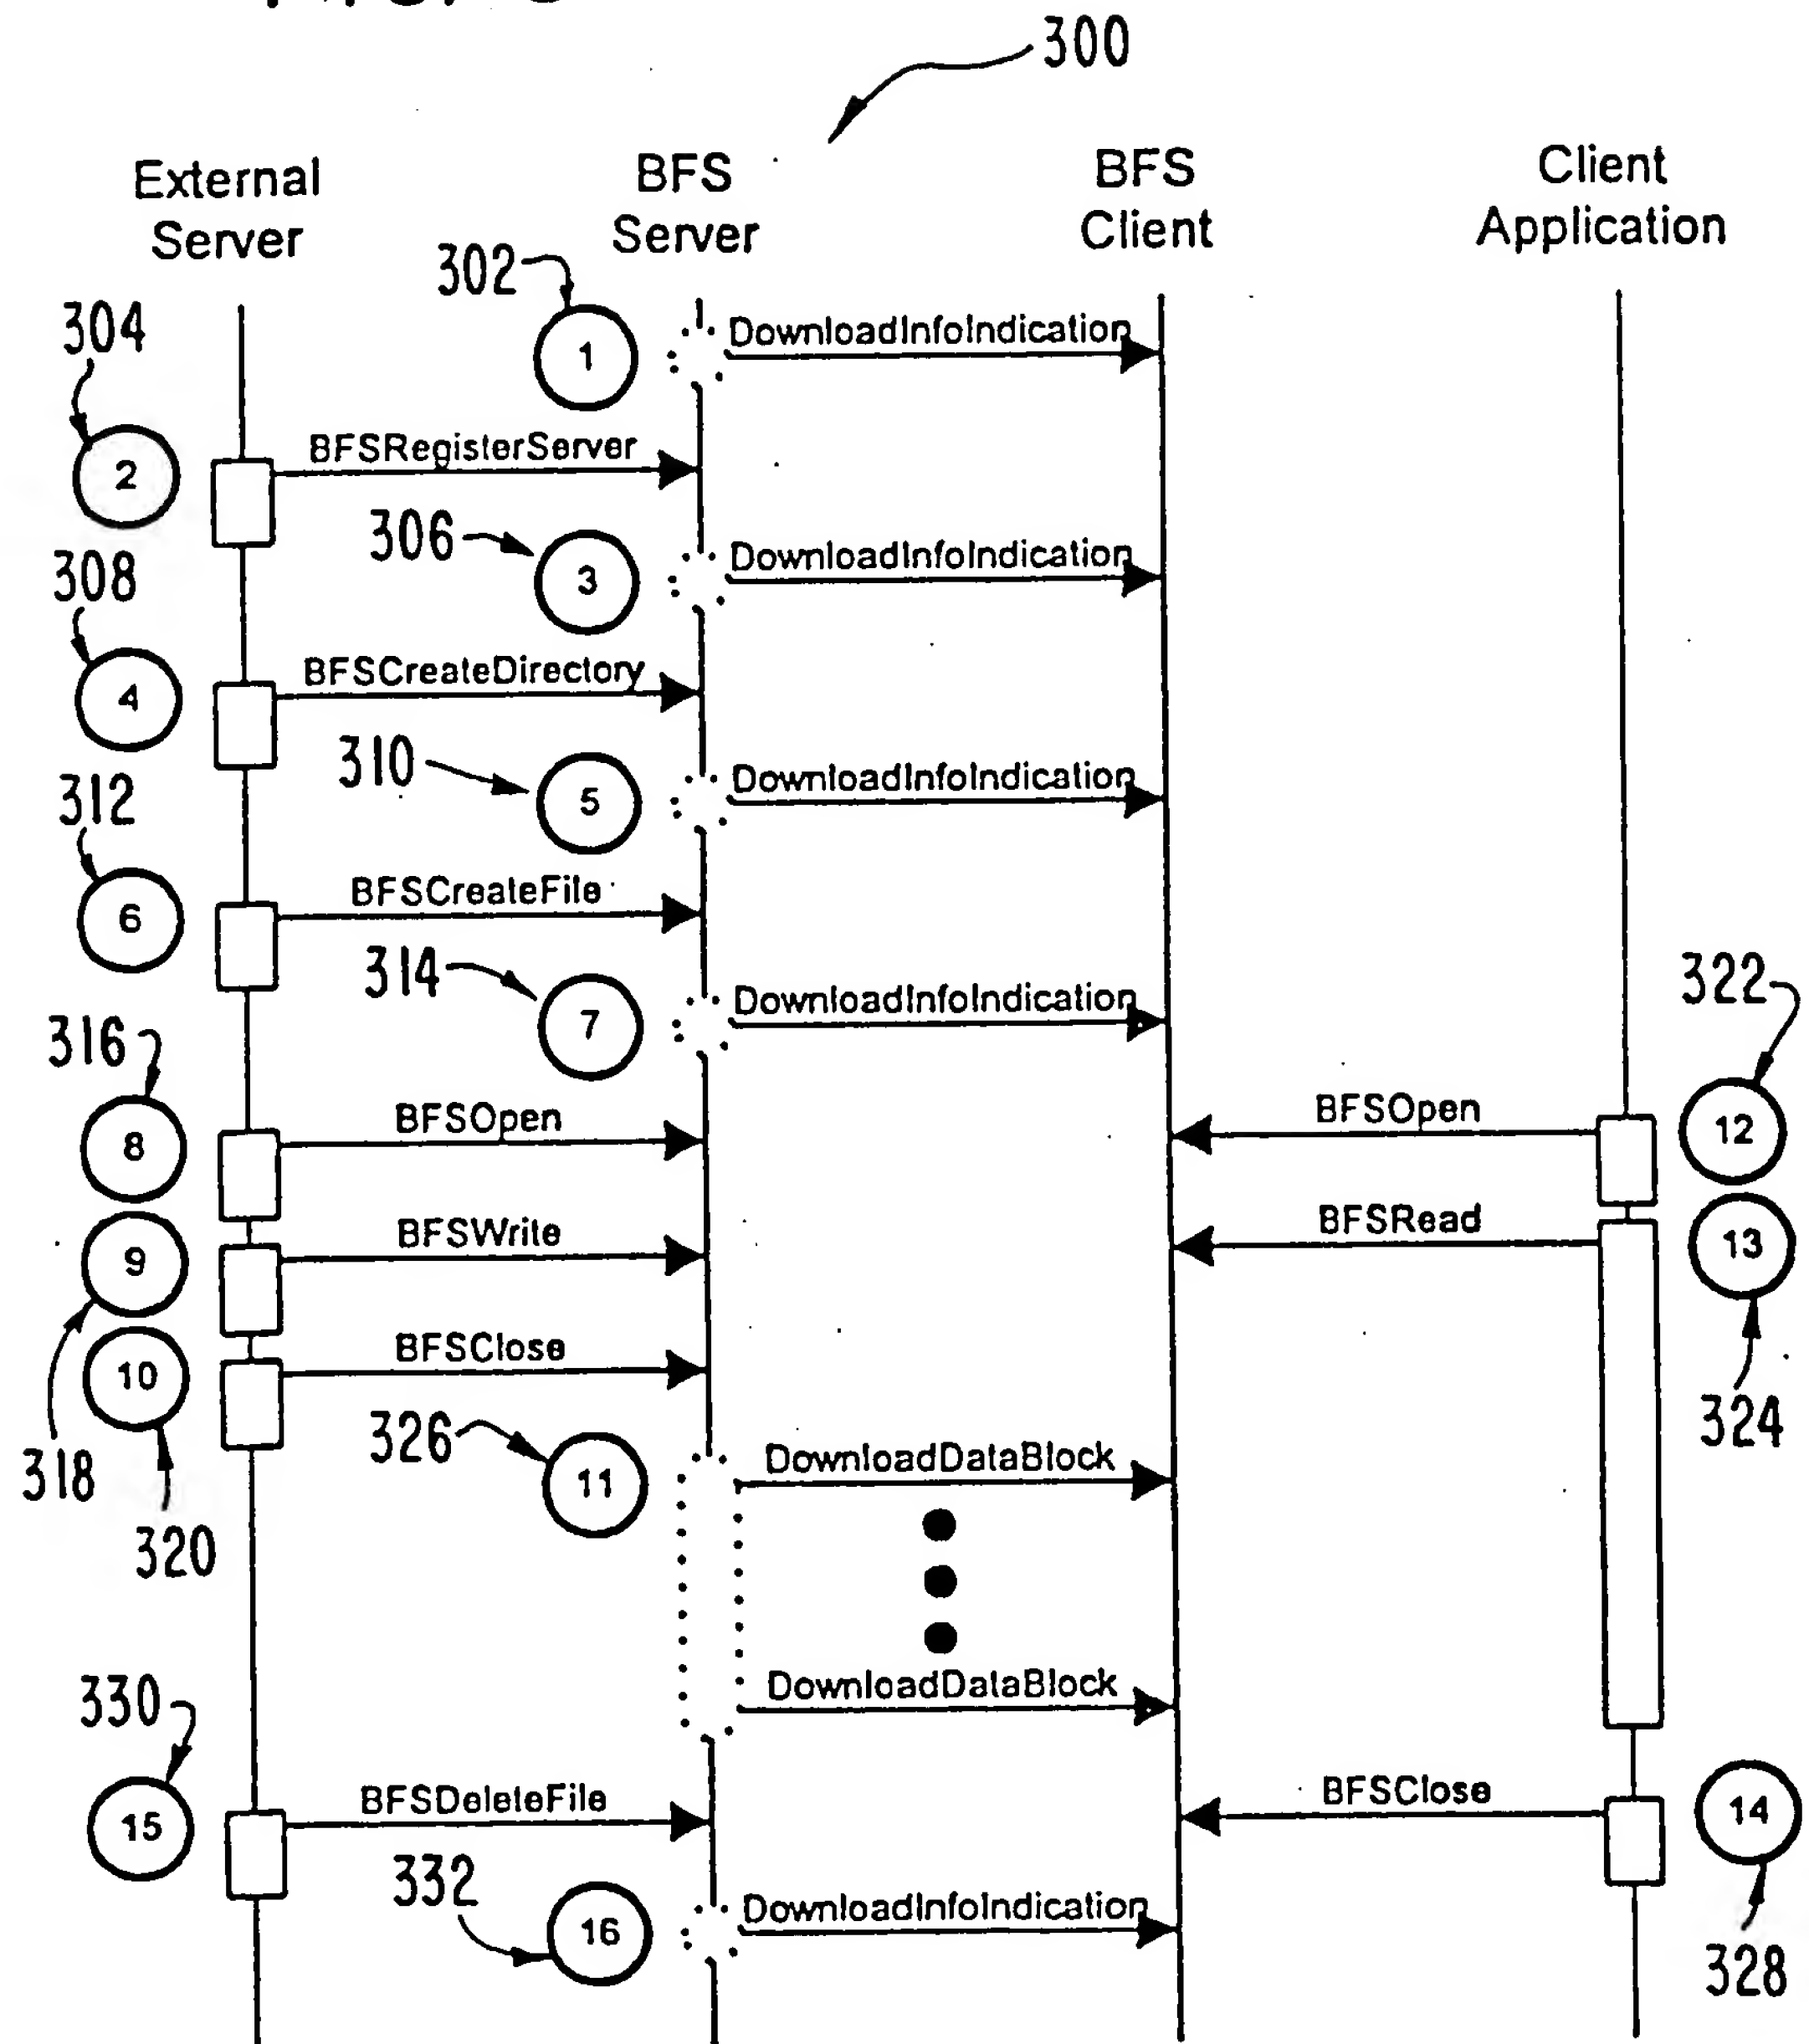 300
External
Server
BFS
Server
BFS
Client
Client
Application
302
304
1
DownloadInfoIndication
2
BFSRegisterServer
306
3
DownloadInfoIndication
308
4
BFSCreateDirectory
310
5
DownloadInfoIndication
312
6
BFSCreateFile
314
7
DownloadInfoIndication
322
316
8
BFSOpen
BFSOpen
12
9
BFSWrite
BFSRead
13
10
BFSClose
318
320
324
326
11
DownloadDataBlock
DownloadDataBlock
330
15
BFSDeleteFile
BFSClose
14
332
16
DownloadInfoIndication
328